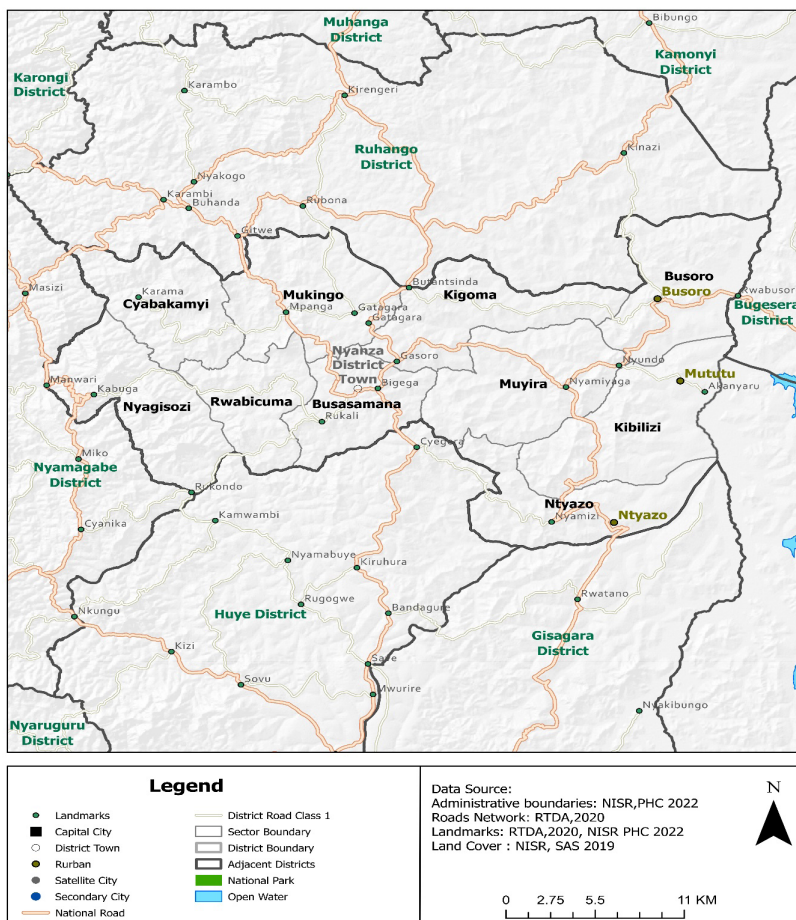 Muhanga
District
Bibungo
Kamonyi
District
Karongi
District
Karambo
Kirengeri
Ruhango
District
Kinazi
Nyakogo
Karambi
Buhanda
Rubona
Gitwe
Busoro
Masizi
Karama
Cyabakamyi
Mukingo
Mpanga
Gatagara
Gatagara
Butantsinda
Kigoma
Busoro
Rwabusoro
Bugesera
District
Nyanza
District
Town
Gasoro
Nyundo
Mututu
Manwari
Kabuga
Nyagisozi
Rwabicuma
Bigega
Busasamana
Rukali
Muyira
Nyamiyaga
Akanyaru
Kibilizi
Miko
Nyamagabe
District
Cyegera
Rukondo
Ntyazo
Nyamizi
Ntyazo
Cyanika
Kamwambi
Nyamabuye
Kiruhura
Rugogwe
Huye District
Bandagure
Rwatano
Gisagara
District
Nkungu
Kizi
Sovu
Save
Mwurire
Nyakibungo
Nyaruguru
District
Legend
Landmarks
Capital City
District Town
Rurban
Satellite City
Secondary City
National Road
District Road Class 1
Sector Boundary
District Boundary
Adjacent Districts
National Park
Open Water
Data Source:
Administrative boundaries: NISR,PHC 2022
Roads Network: RTDA,2020
Landmarks: RTDA,2020, NISR PHC 2022
Land Cover : NISR, SAS 2019
N
0 2.75 5.5 11 KM